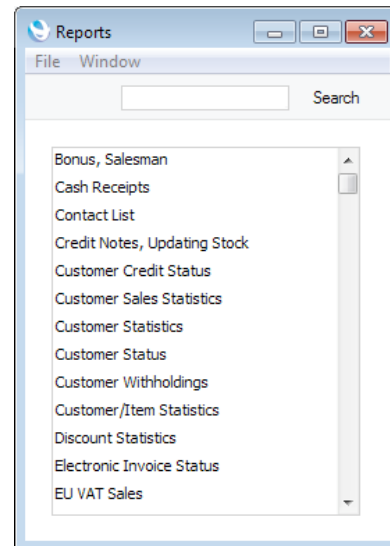 Reports
File Window
Search
Bonus, Salesman
Cash Receipts
Contact List
Credit Notes, Updating Stock
Customer Credit Status
Customer Sales Statistics
Customer Statistics
Customer Status
Customer Withholdings
Customer/Item Statistics
Discount Statistics
Electronic Invoice Status
EU VAT Sales